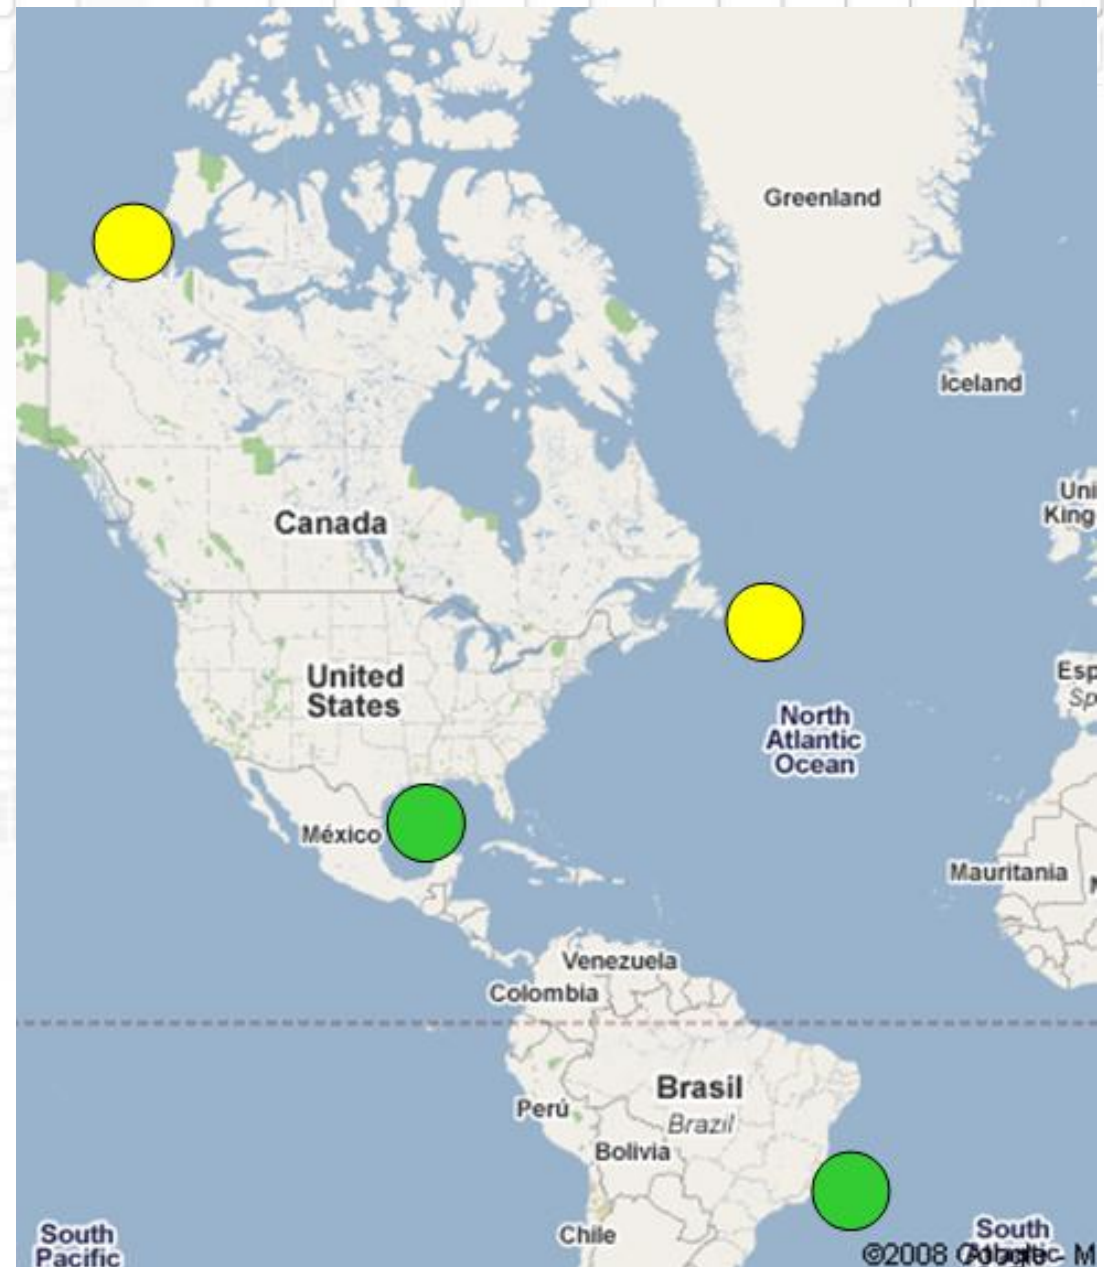 Greenland
Iceland
Uni
King
Canada
United
States
Esp
Sp
North
Atlantic
Ocean
México
Mauritania
Venezuela
Colombia
Brasil
Brazil
Perú
Bolivia
Chile
South
Pacific
South
©2008